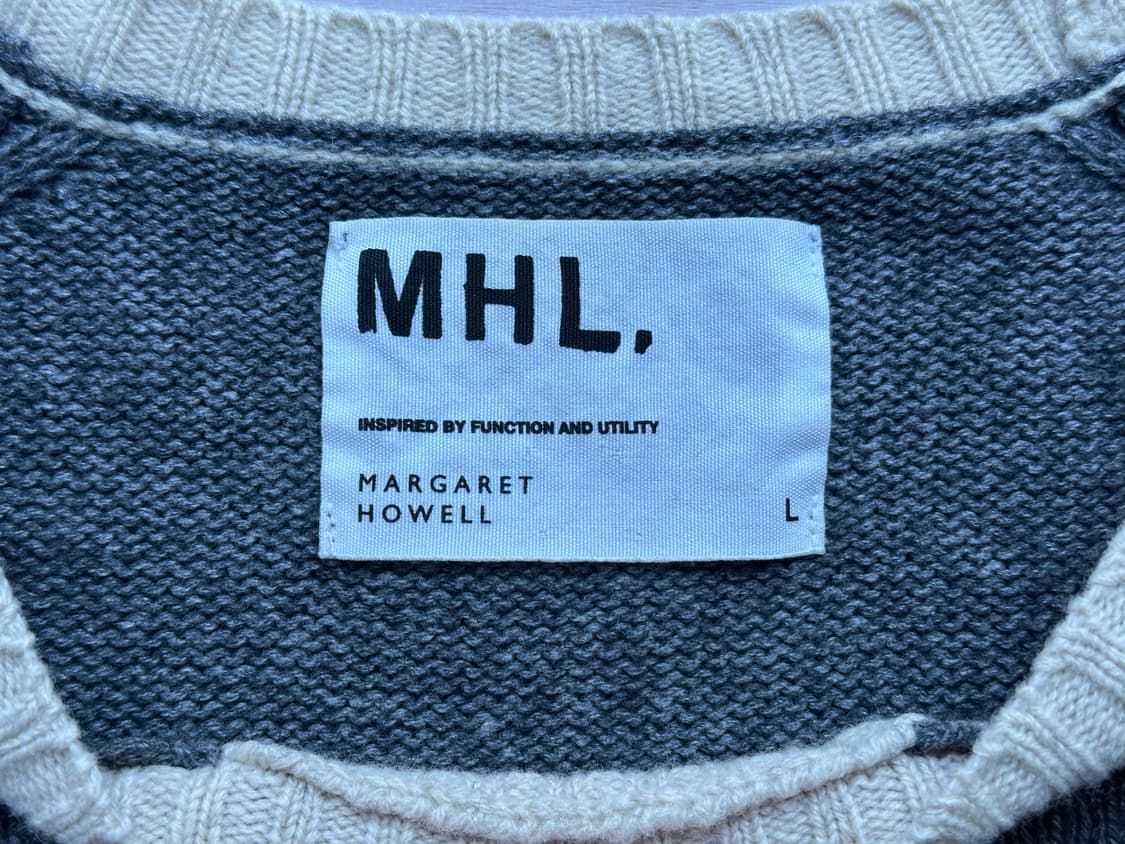 MHL.
INSPIRED BY FUNCTION AND UTILITY
MARGARET
HOWELL
L